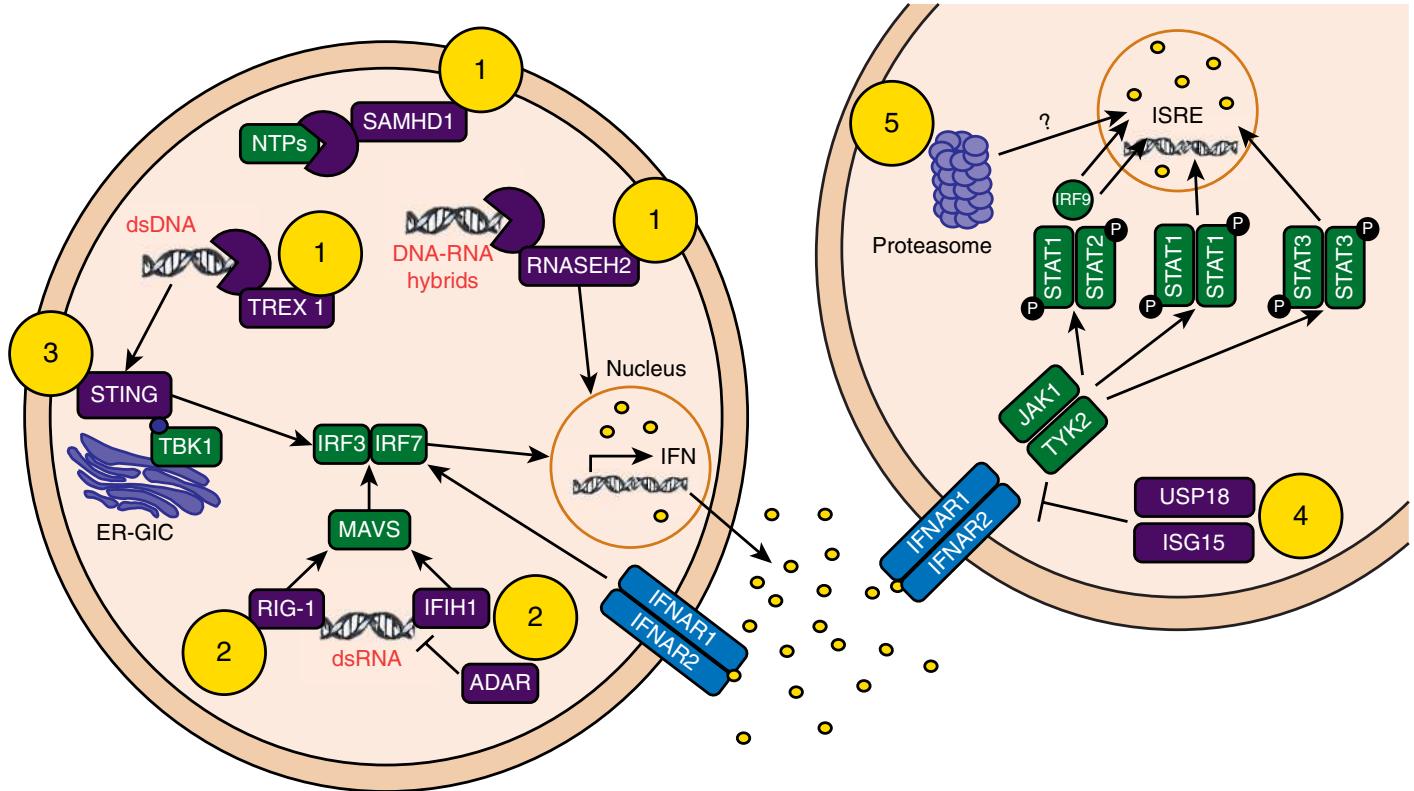 1
SAMHD1
NTPs
1
dsDNA
1
DNA-RNA
hybrids
RNASEH2
TREX 1
3
STING
TBK1
ER-GIC
Nucleus
IRF3
IRF7
IFN
MAVS
RIG-1
IFIH1
2
2
dsRNA
ADAR
IFNAR1
IFNAR2
5
?
ISRE
Proteasome
IRF9
STAT1
STAT2
P
P
STAT1
STAT1
P
P
STAT3
STAT3
P
P
JAK1
TYK2
IFNAR1
IFNAR2
USP18
ISG15
4